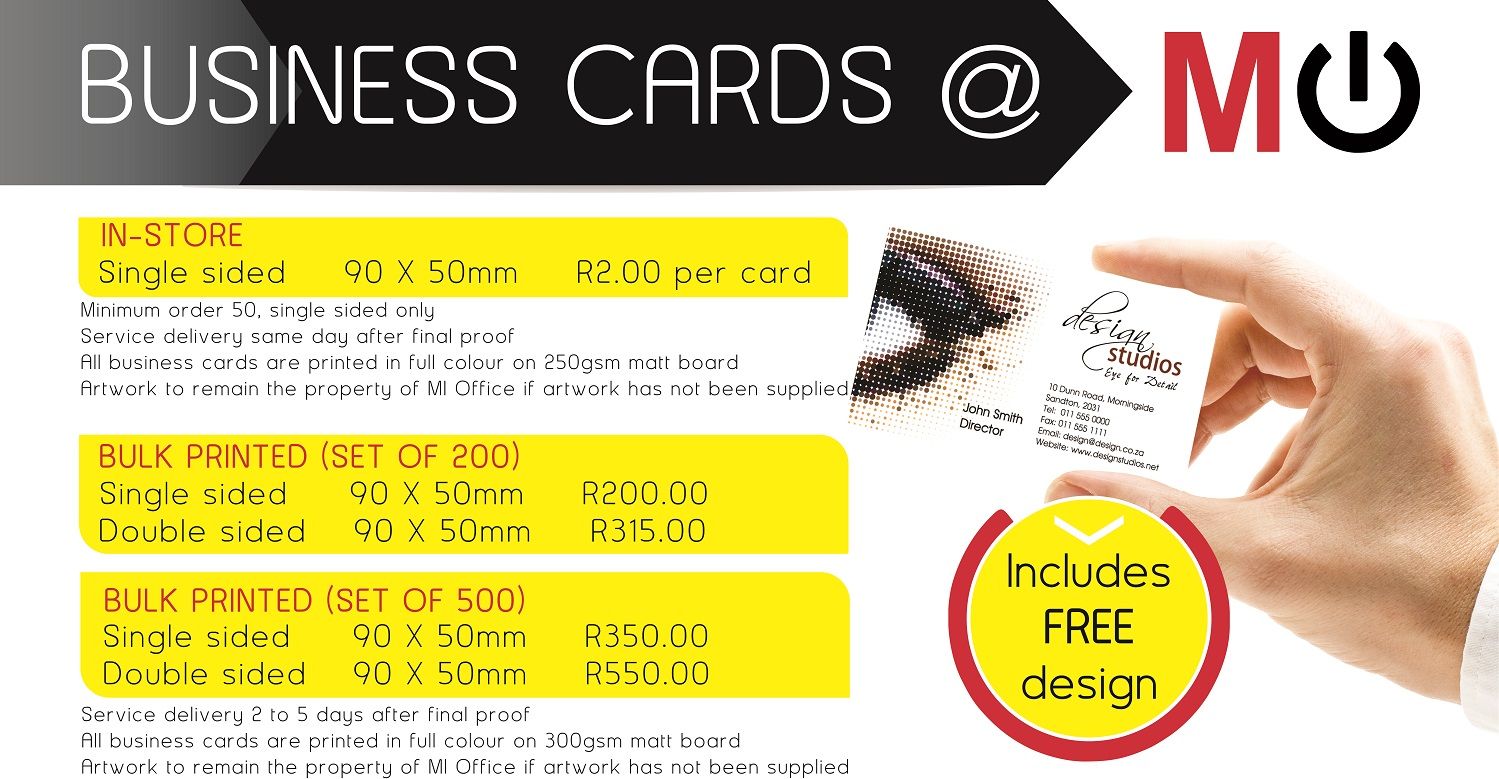 BUSINESS CARDS @ M
IN-STORE
Single sided 90 X 50mm R2.00 per card
Minimum order 50, single sided only
Service delivery same day after final proof
All business cards are printed in full colour on 250gsm matt board
Artwork to remain the property of MI Office if artwork has not been supplied
BULK PRINTED (SET OF 200)
Single sided 90 X 50mm R200.00
Double sided 90 X 50mm R315.00
BULK PRINTED (SET OF 500)
Single sided 90 X 50mm R350.00
Double sided 90 X 50mm R550.00
Service delivery 2 to 5 days after final proof
All business cards are printed in full colour on 300gsm matt board
Artwork to remain the property of MI Office if artwork has not been supplied
John Smith
Director
design
studios
Eye for Detail
10 Dunn Road, Morningside
Sandton, 2031
Tel: 011 555 0000
Fax: 011 555 1111
Email: design@design.co.za
Website: www.designstudios.net
Includes
FREE
design